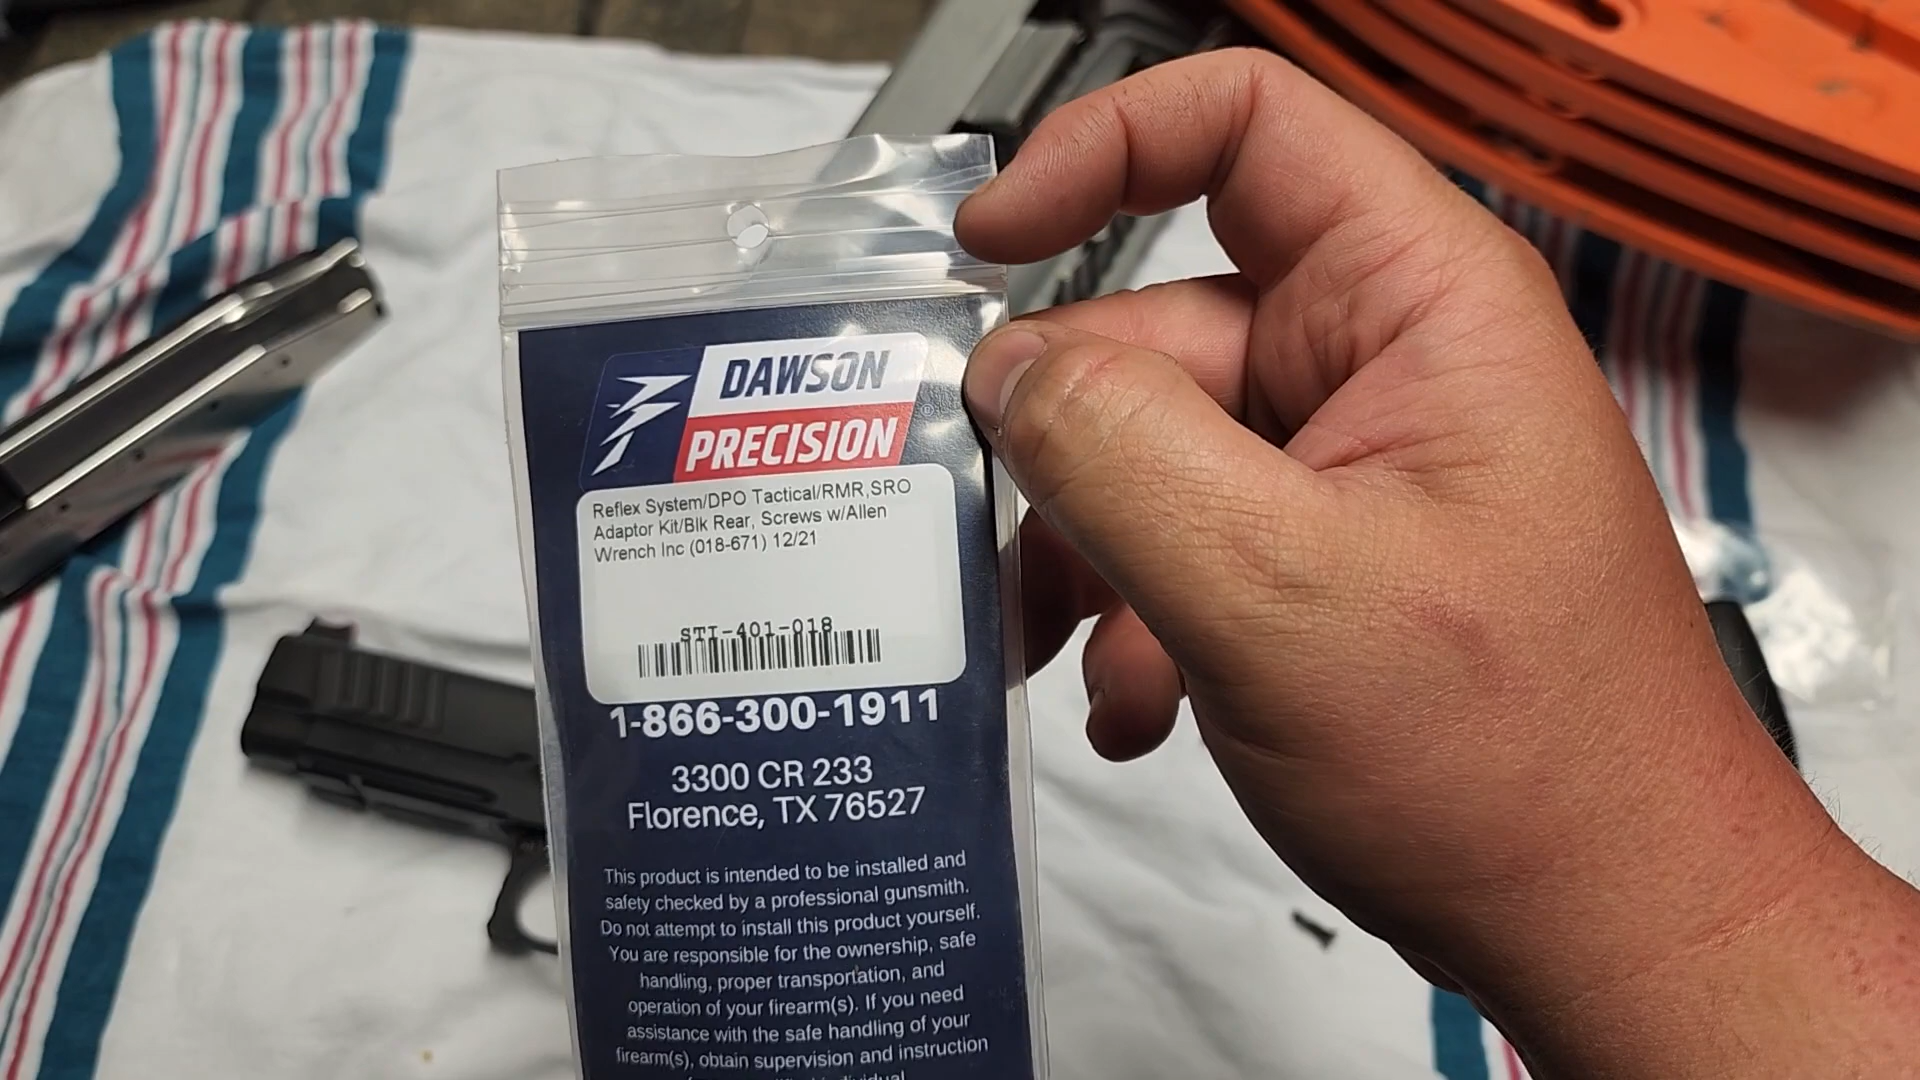 DAWSON
PRECISION
®
Reflex System/DPO Tactical/RMR,SRO
Adaptor Kit/Blk Rear, Screws w/Allen
Wrench Inc (018-671) 12/21
STI-401-018
1-866-300-1911
3300 CR 233
Florence, TX 76527
This product is intended to be installed and
safety checked by a professional gunsmith.
Do not attempt to install this product yourself.
You are responsible for the ownership, safe
handling, proper transportation, and
operation of your firearm(s). If you need
assistance with the safe handling of your
firearm(s), obtain supervision and instruction